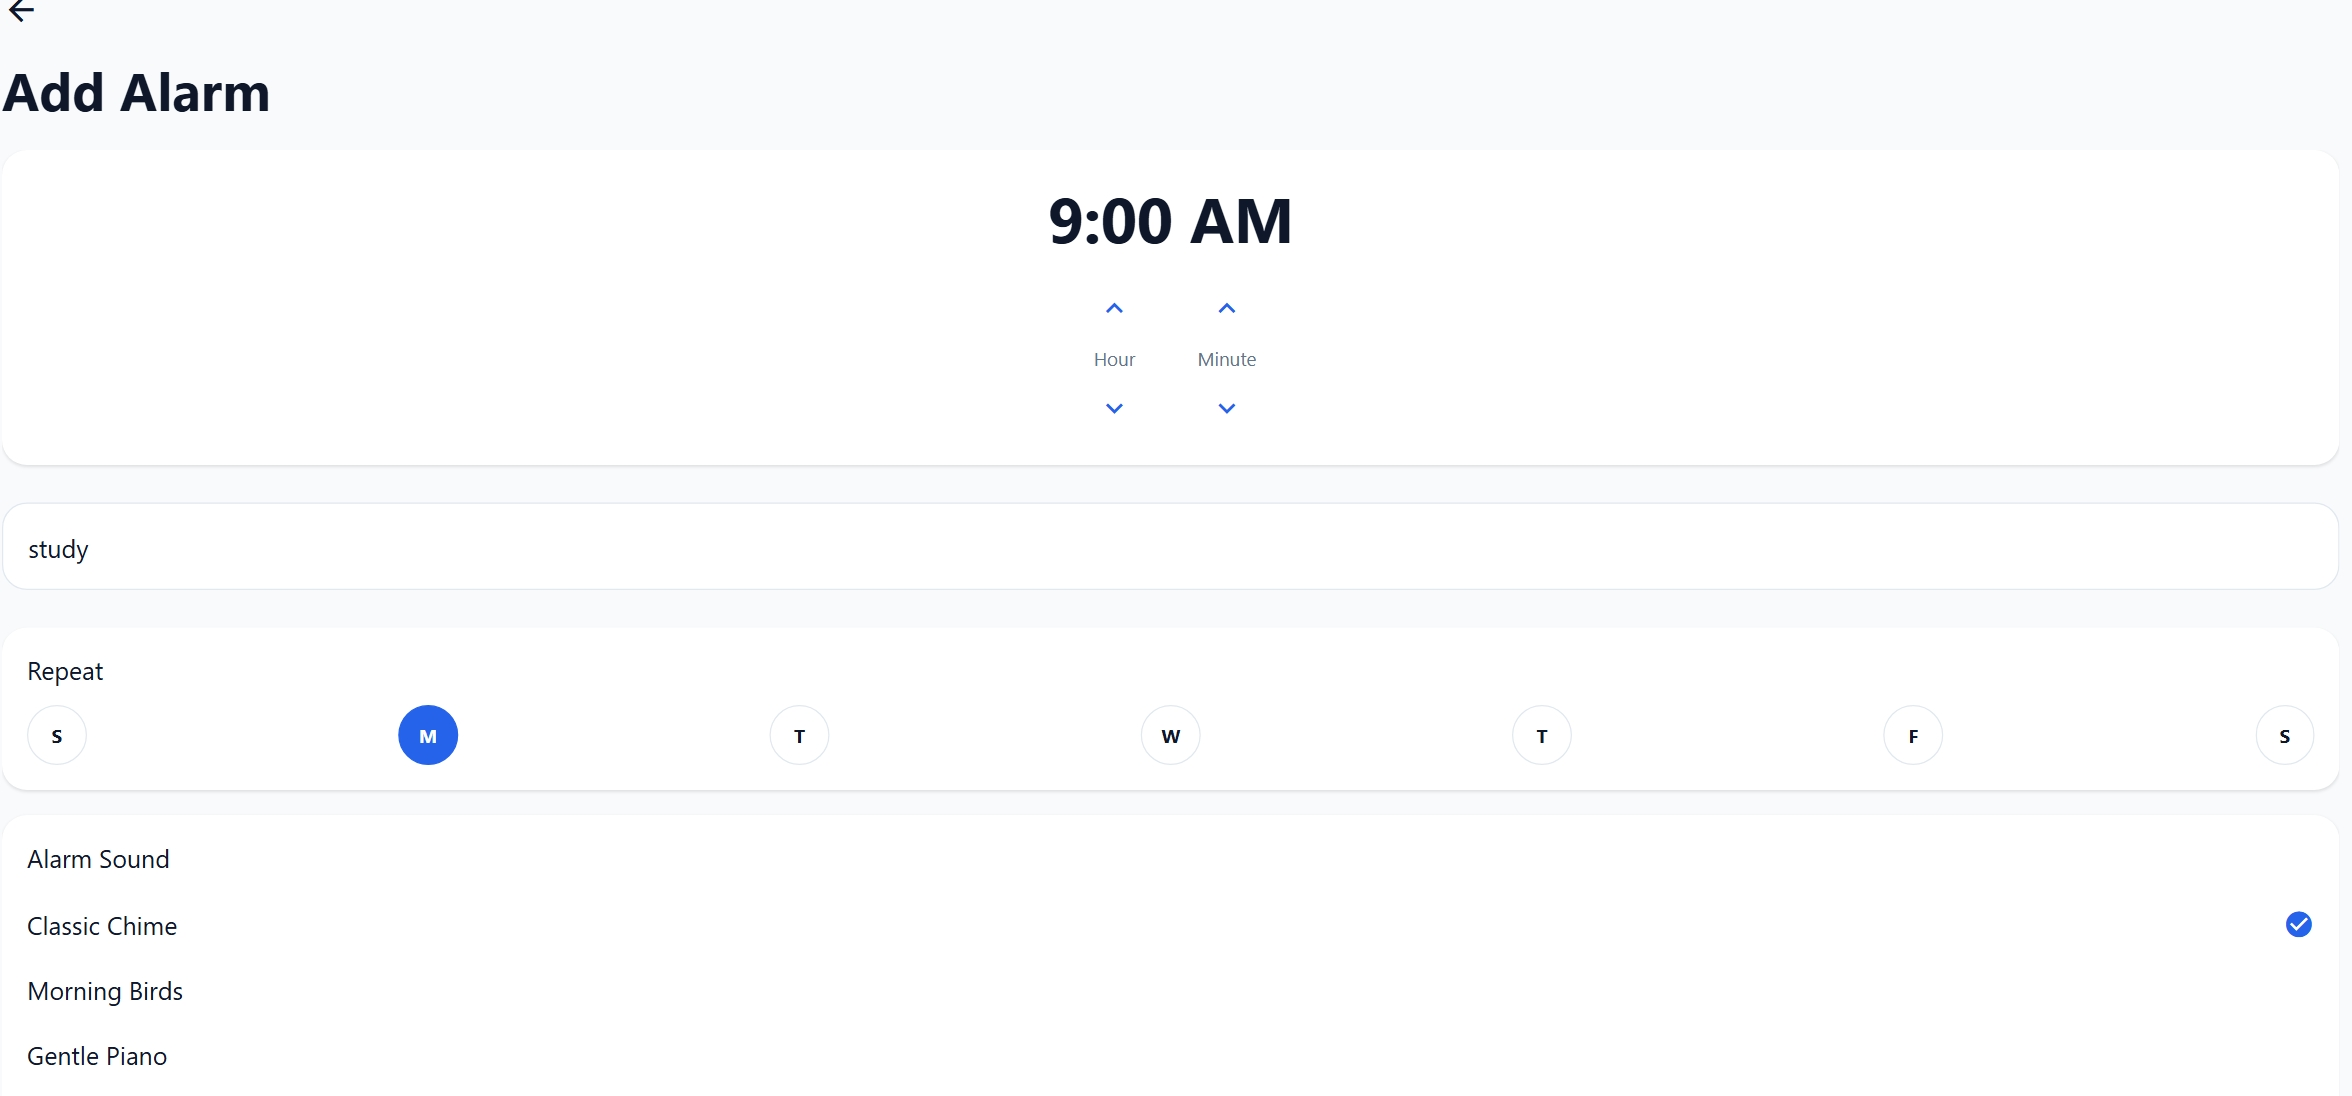 Add Alarm
9:00 AM
Hour Minute
study
Repeat
S M T W T F S
Alarm Sound
Classic Chime
Morning Birds
Gentle Piano